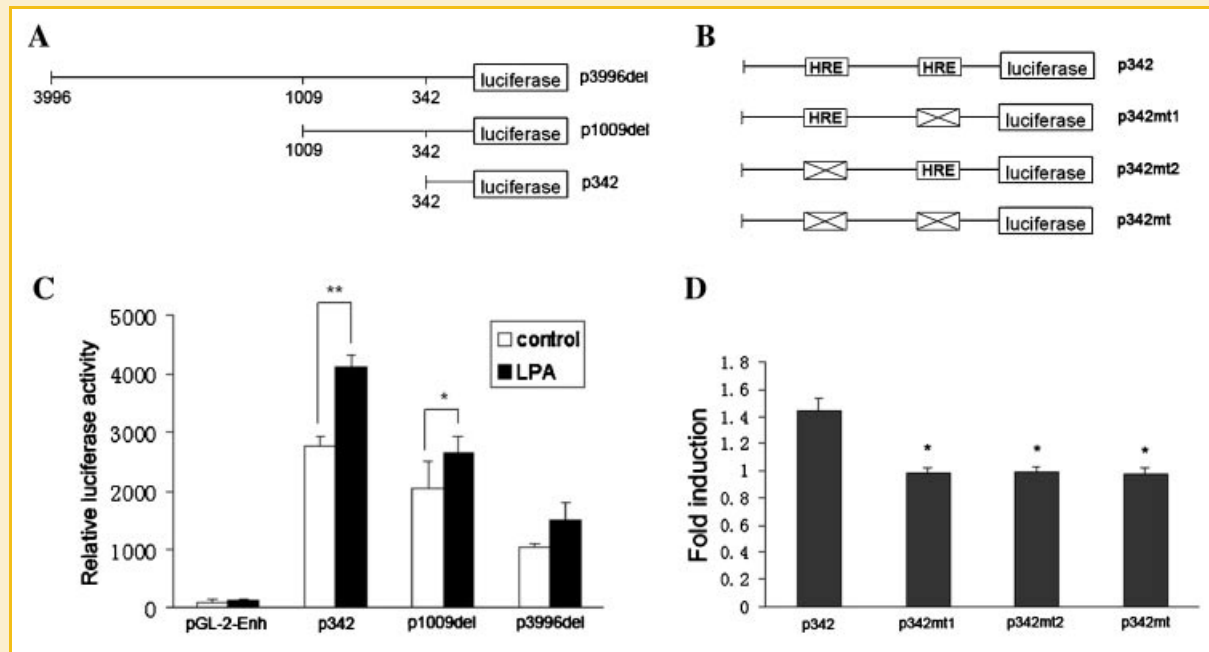 A
luciferase p3996del
3996 1009 342
luciferase p1009del
1009 342
luciferase p342
342
B
HRE HRE luciferase p342
HRE luciferase p342mt1
HRE luciferase p342mt2
luciferase p342mt
C
Relative luciferase activity
5000
4000
3000
2000
1000
0
**
*
control
LPA
pGL-2-Enh p342 p1009del p3996del
D
Fold induction
1.8
1.6
1.4
1.2
1
0.8
0.6
0.4
0.2
0
* * *
p342 p342mt1 p342mt2 p342mt